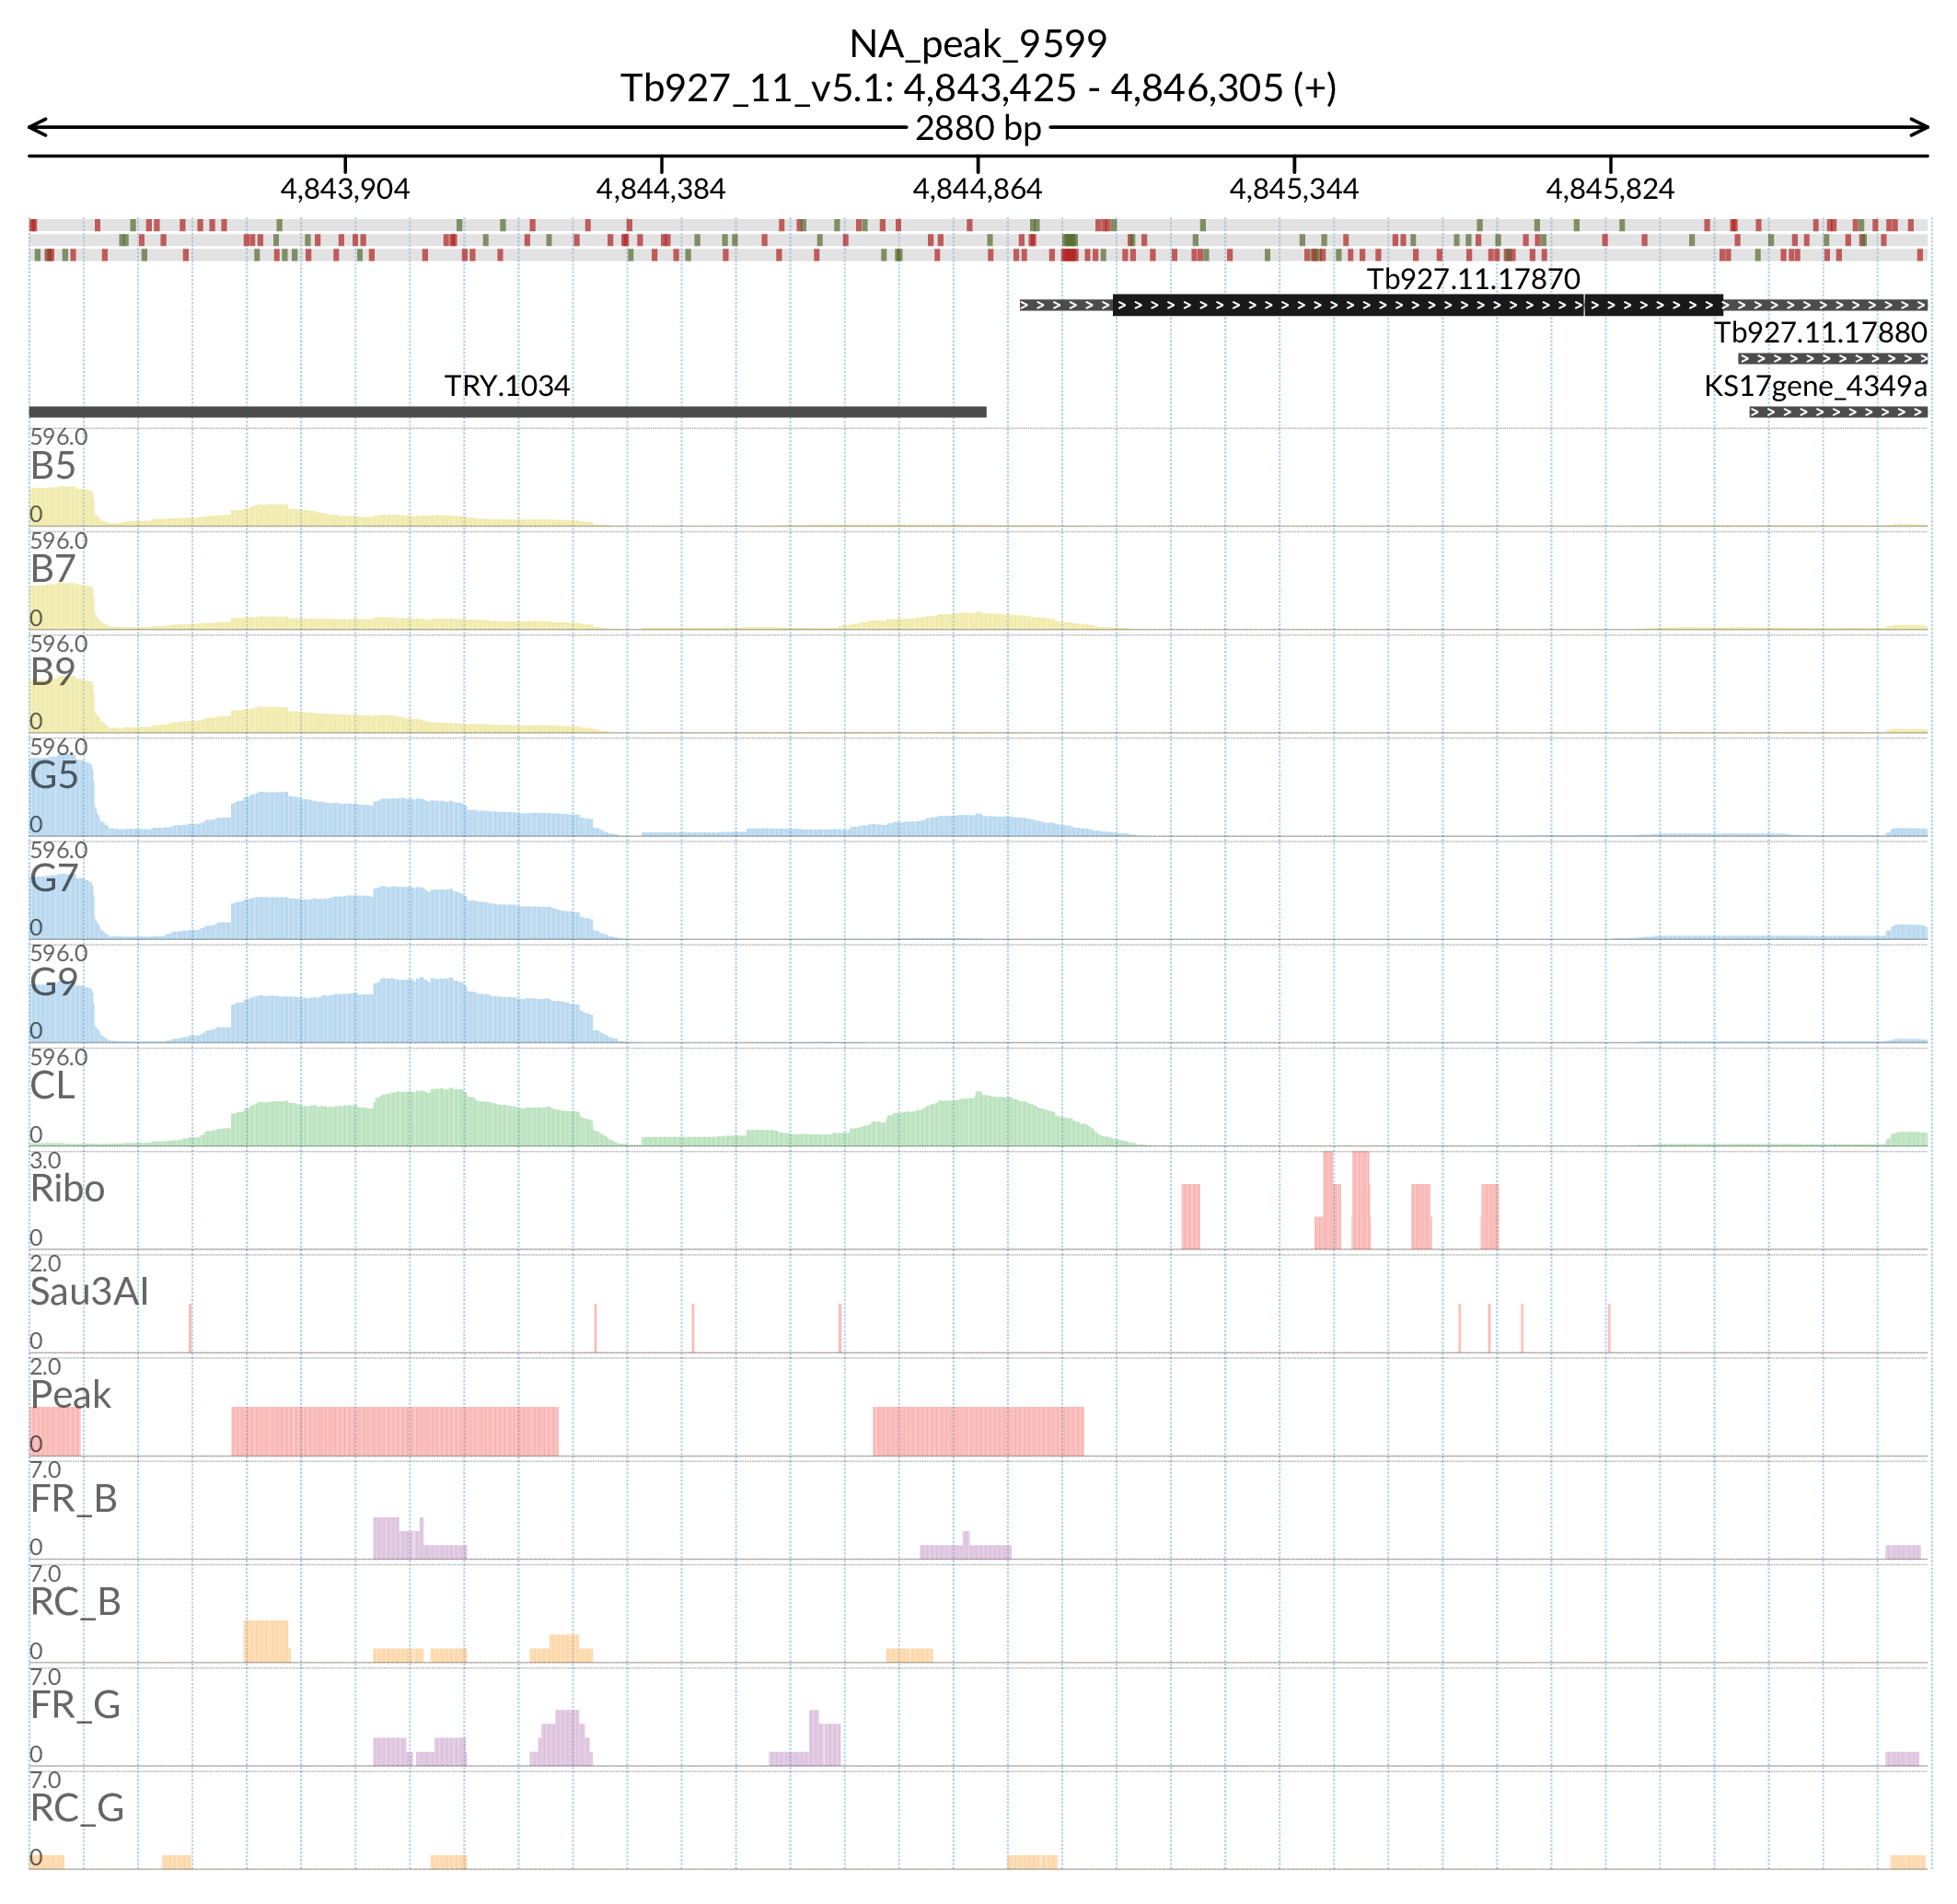 NA_peak_9599
Tb927_11_v5.1: 4,843,425 - 4,846,305 (+)
2880 bp
4,843,904 4,844,384 4,844,864 4,845,344 4,845,824
Tb927.11.17870
Tb927.11.17880
TRY.1034 KS17gene_4349a
596.0
B5
0
596.0
B7
0
596.0
B9
0
596.0
G5
0
596.0
G7
0
596.0
G9
0
596.0
CL
0
3.0
Ribo
0
2.0
Sau3AI
0
2.0
Peak
0
7.0
FR_B
0
7.0
RC_B
0
7.0
FR_G
0
7.0
RC_G
0